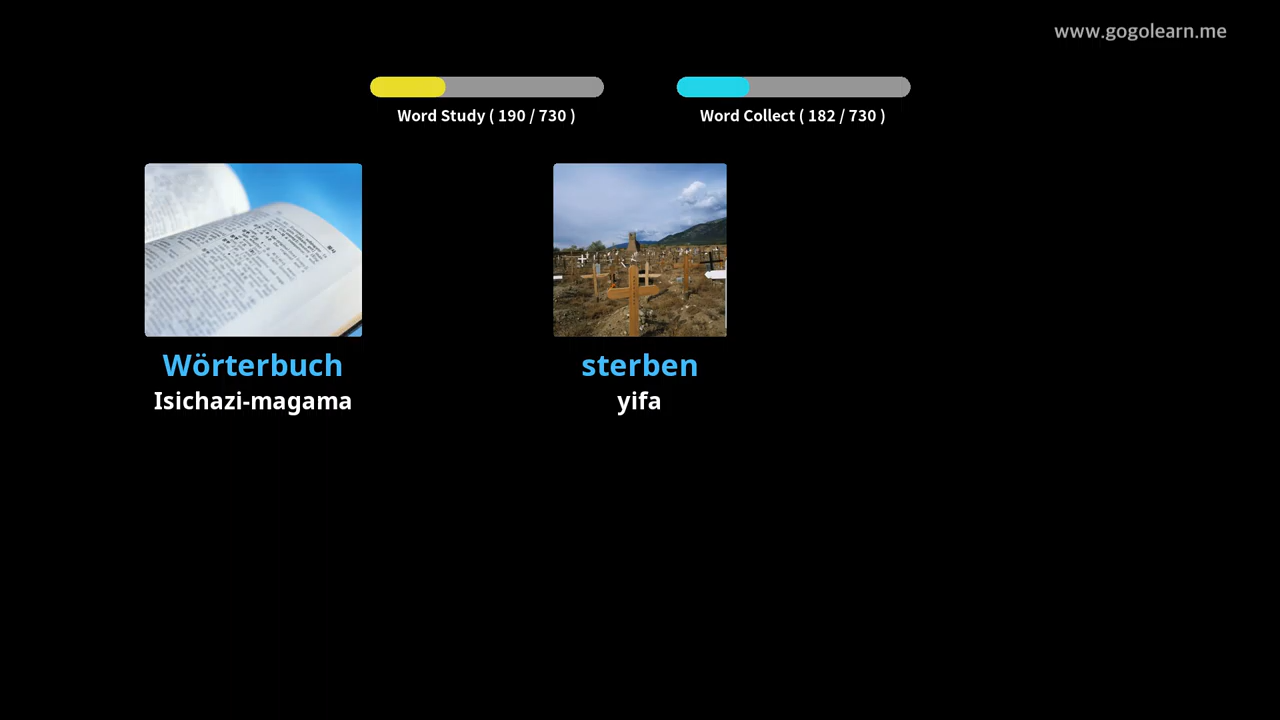 www.gogolearn.me
Word Study ( 190 / 730 )
Word Collect ( 182 / 730 )
Wörterbuch
Isichazi-magama
sterben
yifa